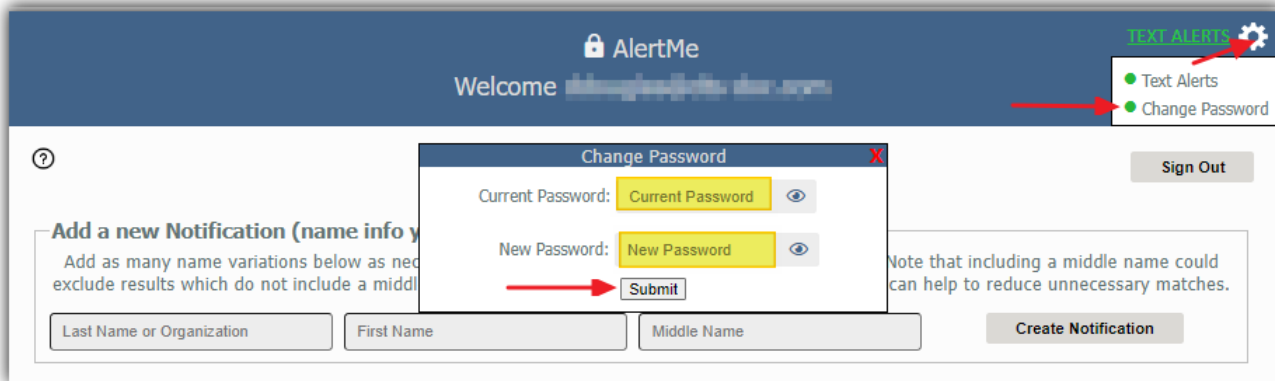 AlertMe
TEXT ALERTS
Welcome
Text Alerts
Change Password
Sign Out
Change Password X
Current Password: Current Password
New Password: New Password
Submit
Add a new Notification (name info y
Add as many name variations below as nec
exclude results which do not include a middl
Note that including a middle name could
can help to reduce unnecessary matches.
Last Name or Organization First Name Middle Name Create Notification